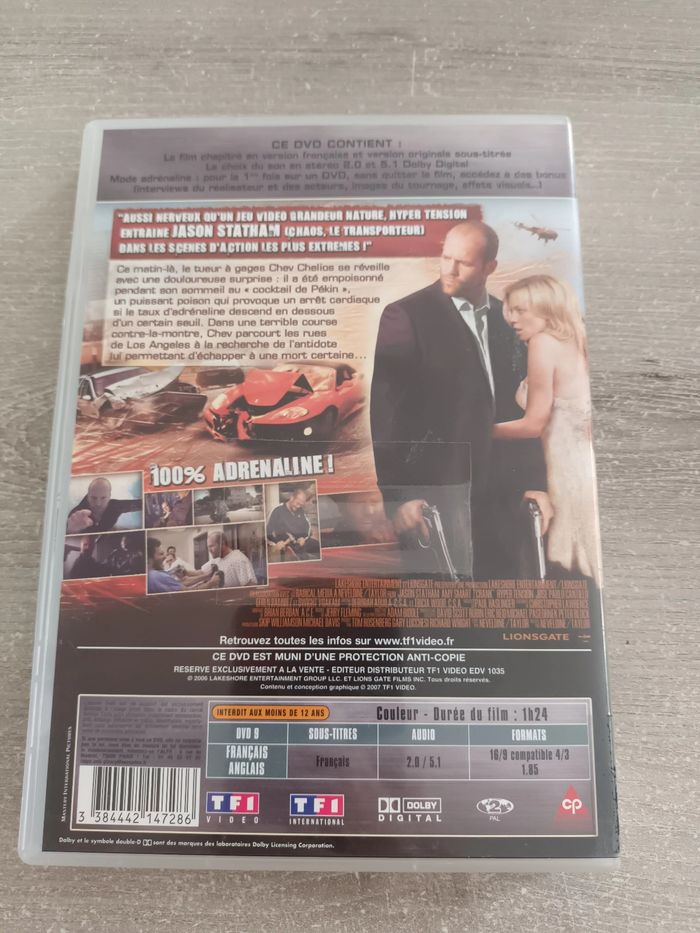 CE DVD CONTIENT :
Le film chapitré en version française et version originale sous-titrée
Le choix du son en stéréo 2.0 et 5.1 Dolby Digital
Mode adrénaline : pour la 1ère fois sur un DVD, sans quitter le film, accédez à des bonus
(interviews du réalisateur et des acteurs, images du tournage, effets visuels...)
"AUSSI NERVEUX QU'UN JEU VIDEO GRANDEUR NATURE, HYPER TENSION
ENTRAINE JASON STATHAM (CHAOS, LE TRANSPORTEUR)
DANS LES SCENES D'ACTION LES PLUS EXTREMES !"
Ce matin-là, le tueur à gages Chev Chelios se réveille
avec une douloureuse surprise : il a été empoisonné
pendant son sommeil au « cocktail de Pékin »,
un puissant poison qui provoque un arrêt cardiaque
si le taux d'adrénaline descend en dessous
d'un certain seuil. Dans une terrible course
contre-la-montre, Chev parcourt les rues
de Los Angeles à la recherche de l'antidote
lui permettant d'échapper à une mort certaine...
100% ADRENALINE !
LIONSGATE
Retrouvez toutes les infos sur www.tf1video.fr
CE DVD EST MUNI D'UNE PROTECTION ANTI-COPIE
RESERVE EXCLUSIVEMENT A LA VENTE - EDITEUR DISTRIBUTEUR TF1 VIDEO EDV 1035
© 2006 LAKESHORE ENTERTAINMENT GROUP LLC. ET LIONS GATE FILMS INC. Tous droits réservés.
Contenu et conception graphique © 2007 TF1 VIDEO.
INTERDIT AUX MOINS DE 12 ANS
Couleur - Durée du film : 1h24
DVD 9 SOUS-TITRES AUDIO FORMATS
FRANÇAIS
ANGLAIS
Français
2.0 / 5.1
16/9 compatible 4/3
1.85
MASTERY INTERNATIONAL PICTURES
3 384442 147286
TF1
VIDEO
TF1
INTERNATIONAL
DOLBY
DIGITAL
2
PAL
CP
Dolby et le symbole double-D sont des marques des laboratoires Dolby Licensing Corporation.